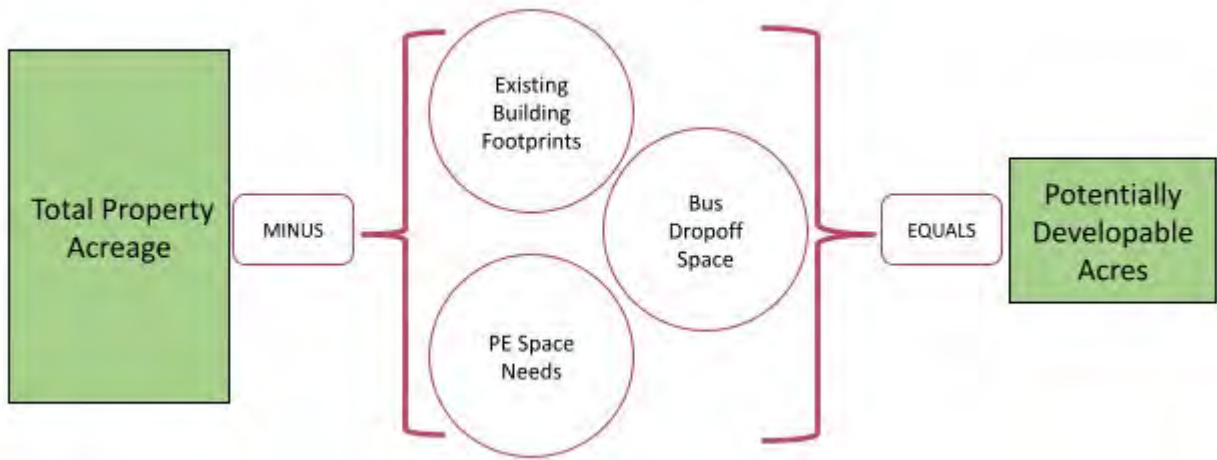 Total Property
Acreage
MINUS
Existing
Building
Footprints
Bus
Dropoff
Space
PE Space
Needs
EQUALS
Potentially
Developable
Acres